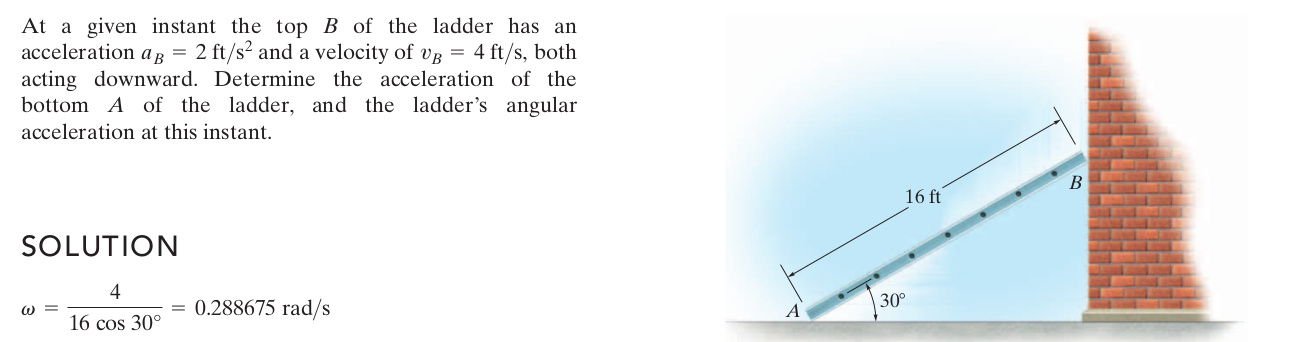 At a given instant the top B of the ladder has an
acceleration a_B = 2 ft/s² and a velocity of v_B = 4 ft/s, both
acting downward. Determine the acceleration of the
bottom A of the ladder, and the ladder's angular
acceleration at this instant.
16 ft
B
A
30°
SOLUTION
ω = 4 / (16 cos 30°) = 0.288675 rad/s